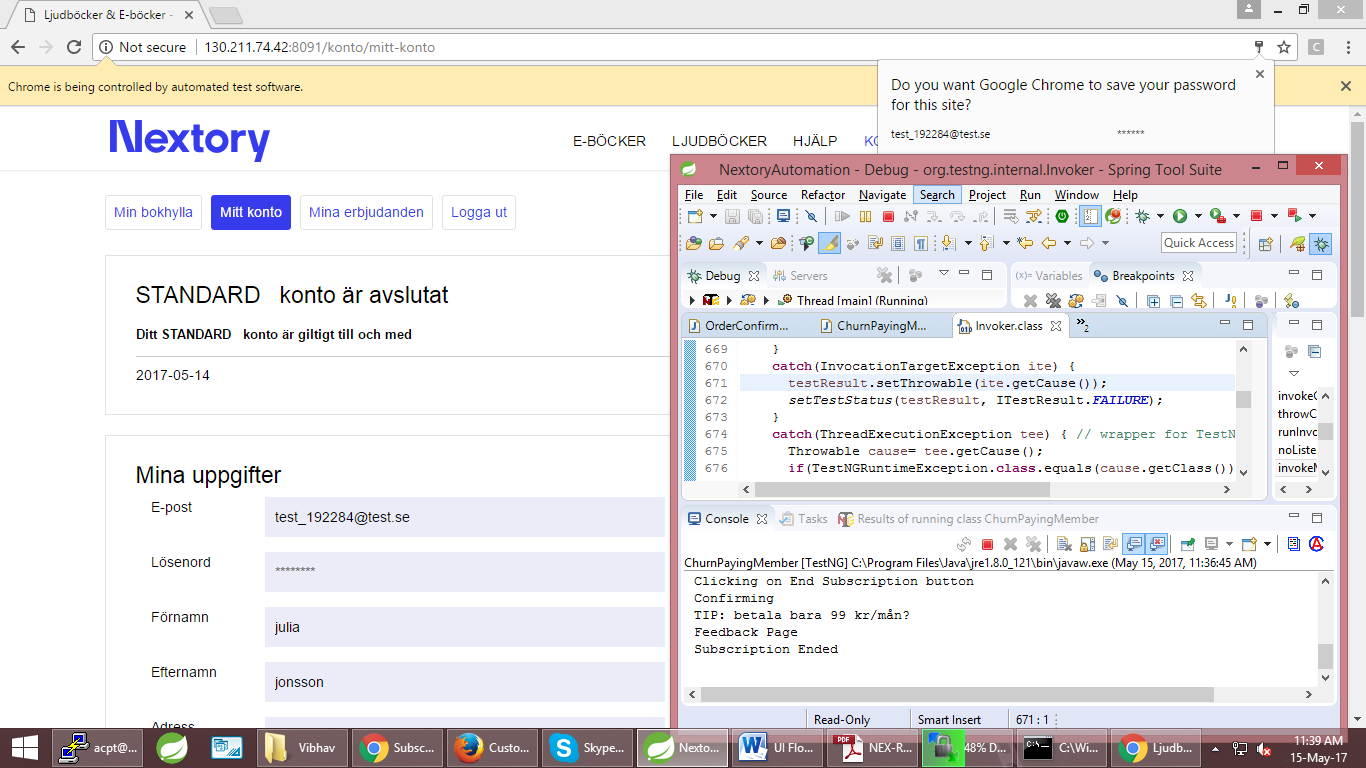 Ljudböcker & E-böcker -
Not secure
130.211.74.42:8091/konto/mitt-konto
C
Chrome is being controlled by automated test software.
Do you want Google Chrome to save your password
for this site?
test_192284@test.se ******
Nextory
E-BÖCKER LJUDBÖCKER HJÄLP
Min bokhylla Mitt konto Mina erbjudanden Logga ut
STANDARD konto är avslutat
Ditt STANDARD konto är giltigt till och med
2017-05-14
Mina uppgifter
E-post test_192284@test.se
Lösenord ********
Förnamn julia
Efternamn jonsson
Adress
NextoryAutomation - Debug - org.testng.internal.Invoker - Spring Tool Suite
File Edit Source Refactor Navigate Search Project Run Window Help
Quick Access
Debug Servers
(x)= Variables Breakpoints
Thread [main] (Running)
OrderConfirm... ChurnPayingM... Invoker.class »2
669 }
670 catch(InvocationTargetException ite) {
671 testResult.setThrowable(ite.getCause());
672 setTestStatus(testResult, ITestResult.FAILURE);
673 }
674 catch(ThreadExecutionException tee) { // wrapper for TestN
675 Throwable cause= tee.getCause();
676 if(TestNGRuntimeException.class.equals(cause.getClass())
invokeC
throwC
runInvo
noListe
invokeM
Console Tasks Results of running class ChurnPayingMember
ChurnPayingMember [TestNG] C:\Program Files\Java\jre1.8.0_121\bin\javaw.exe (May 15, 2017, 11:36:45 AM)
Clicking on End Subscription button
Confirming
TIP: betala bara 99 kr/mån?
Feedback Page
Subscription Ended
Read-Only Smart Insert 671 : 1
acpt@... Vibhav Subsc... Custo... Skype... Nexto... UI Flo... NEX-R... 48% D... C:\Wi... Ljudb...
11:39 AM
15-May-17